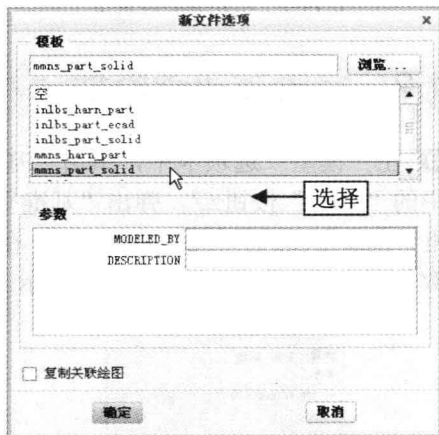 新文件选项
模板
mmns_part_solid 浏览...
空
inlbs_harn_part
inlbs_part_ecad
inlbs_part_solid
mmns_harn_part
mmns_part_solid
选择
参数
MODELED_BY
DESCRIPTION
复制关联绘图
确定 取消